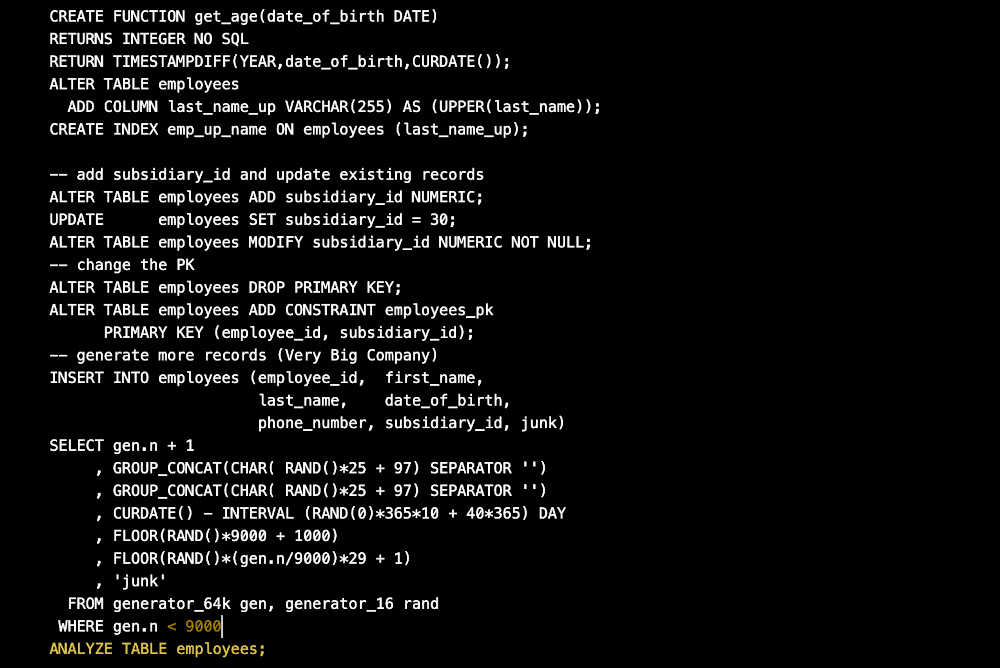 CREATE FUNCTION get_age(date_of_birth DATE)
RETURNS INTEGER NO SQL
RETURN TIMESTAMPDIFF(YEAR,date_of_birth,CURDATE());
ALTER TABLE employees
  ADD COLUMN last_name_up VARCHAR(255) AS (UPPER(last_name));
CREATE INDEX emp_up_name ON employees (last_name_up);

-- add subsidiary_id and update existing records
ALTER TABLE employees ADD subsidiary_id NUMERIC;
UPDATE      employees SET subsidiary_id = 30;
ALTER TABLE employees MODIFY subsidiary_id NUMERIC NOT NULL;
-- change the PK
ALTER TABLE employees DROP PRIMARY KEY;
ALTER TABLE employees ADD CONSTRAINT employees_pk
      PRIMARY KEY (employee_id, subsidiary_id);
-- generate more records (Very Big Company)
INSERT INTO employees (employee_id,  first_name,
                       last_name,    date_of_birth,
                       phone_number, subsidiary_id, junk)
SELECT gen.n + 1
     , GROUP_CONCAT(CHAR( RAND()*25 + 97) SEPARATOR '')
     , GROUP_CONCAT(CHAR( RAND()*25 + 97) SEPARATOR '')
     , CURDATE() - INTERVAL (RAND(0)*365*10 + 40*365) DAY
     , FLOOR(RAND()*9000 + 1000)
     , FLOOR(RAND()*(gen.n/9000)*29 + 1)
     , 'junk'
  FROM generator_64k gen, generator_16 rand
 WHERE gen.n < 9000
ANALYZE TABLE employees;